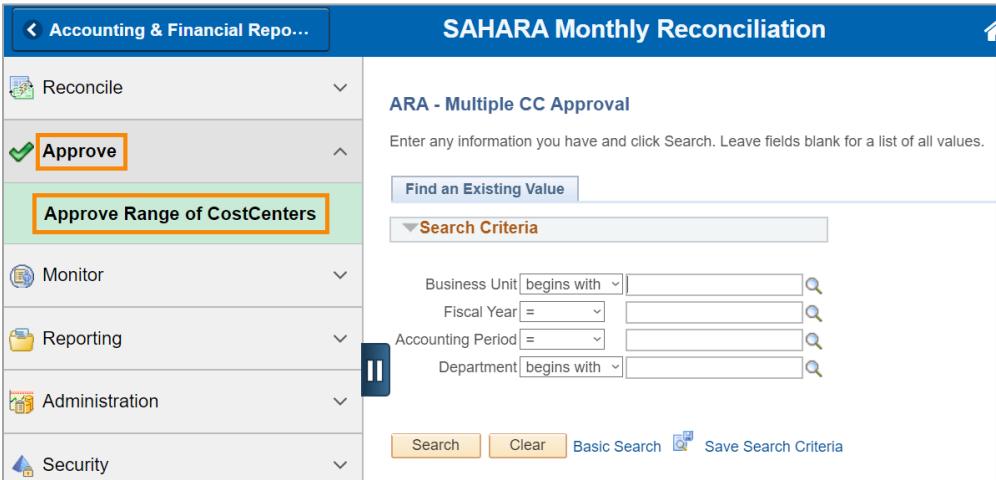 Accounting & Financial Repo...
SAHARA Monthly Reconciliation
Reconcile
Approve
Approve Range of CostCenters
Monitor
Reporting
Administration
Security
ARA - Multiple CC Approval
Enter any information you have and click Search. Leave fields blank for a list of all values.
Find an Existing Value
Search Criteria
Business Unit begins with
Fiscal Year =
Accounting Period =
Department begins with
Search Clear Basic Search Save Search Criteria